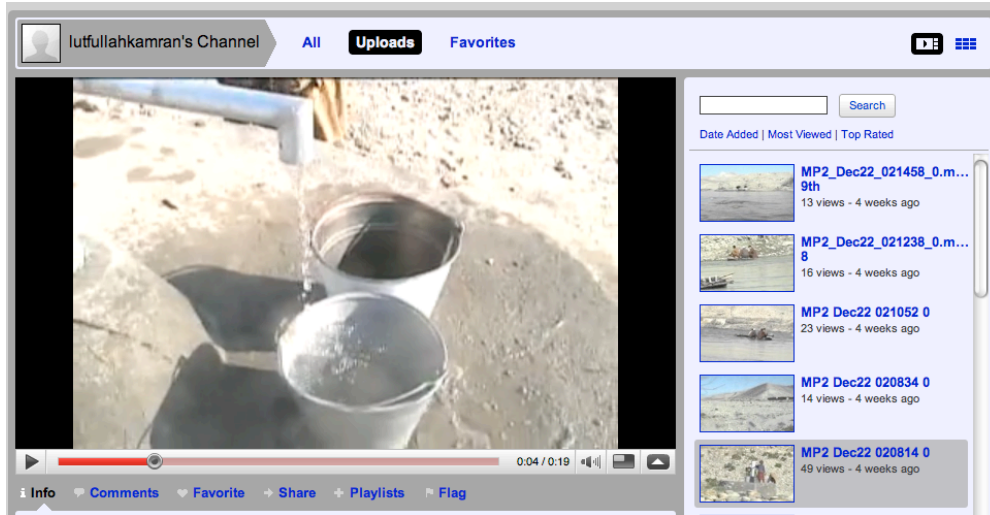 lutfullahkamran's Channel
All
Uploads
Favorites
Search
Date Added | Most Viewed | Top Rated
MP2_Dec22_021458_0.m...
9th
13 views - 4 weeks ago
MP2_Dec22_021238_0.m...
8
16 views - 4 weeks ago
MP2 Dec22 021052 0
23 views - 4 weeks ago
MP2 Dec22 020834 0
14 views - 4 weeks ago
MP2 Dec22 020814 0
49 views - 4 weeks ago
0:04 / 0:19
Info
Comments
Favorite
Share
Playlists
Flag